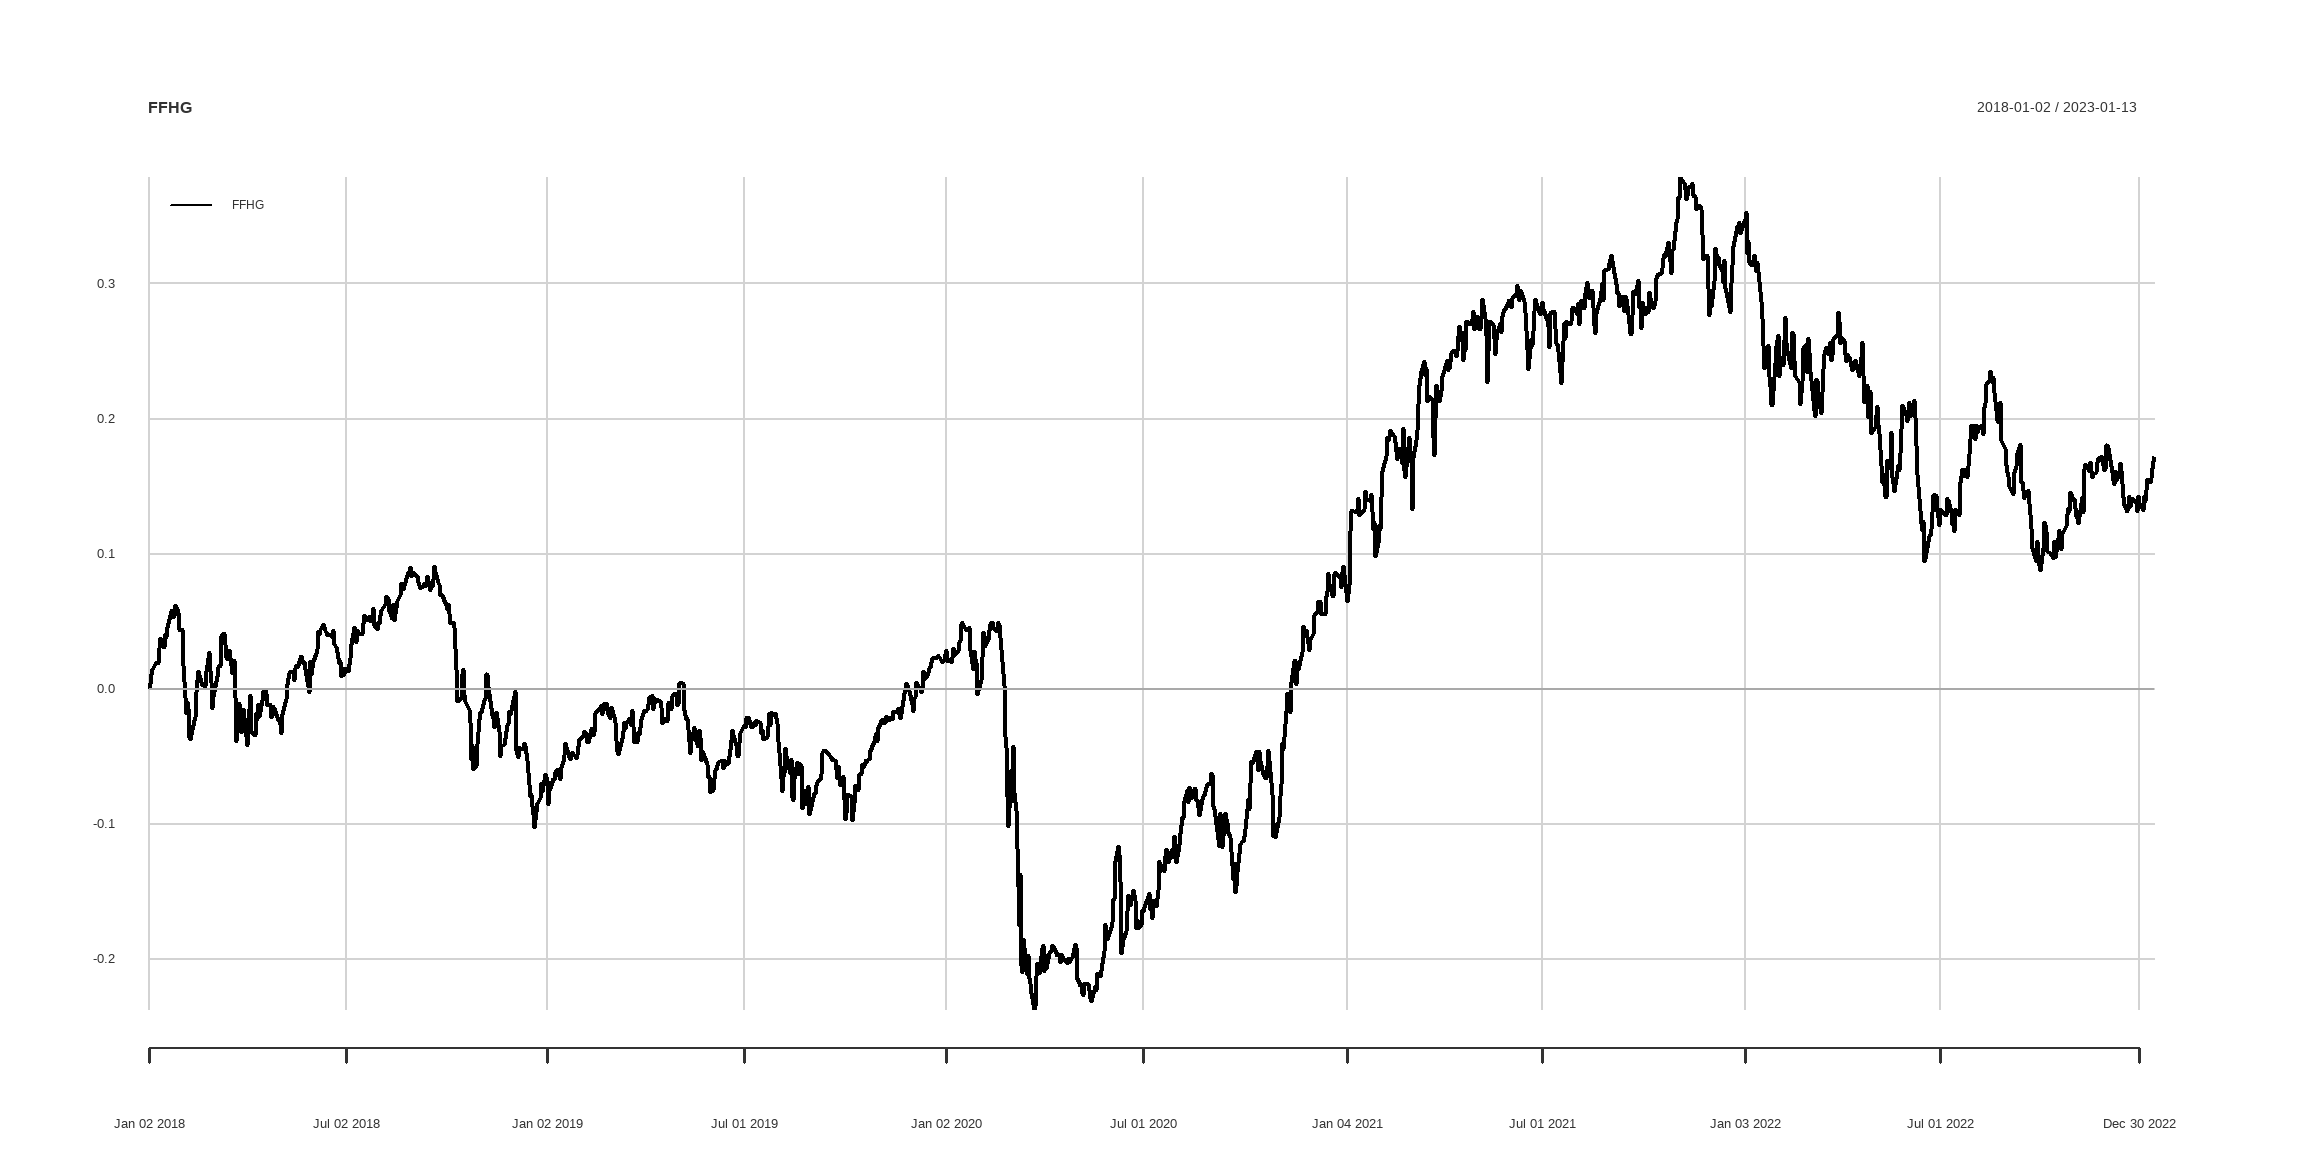 FFHG
2018-01-02 / 2023-01-13
FFHG
0.3
0.2
0.1
0.0
-0.1
-0.2
Jan 02 2018
Jul 02 2018
Jan 02 2019
Jul 01 2019
Jan 02 2020
Jul 01 2020
Jan 04 2021
Jul 01 2021
Jan 03 2022
Jul 01 2022
Dec 30 2022